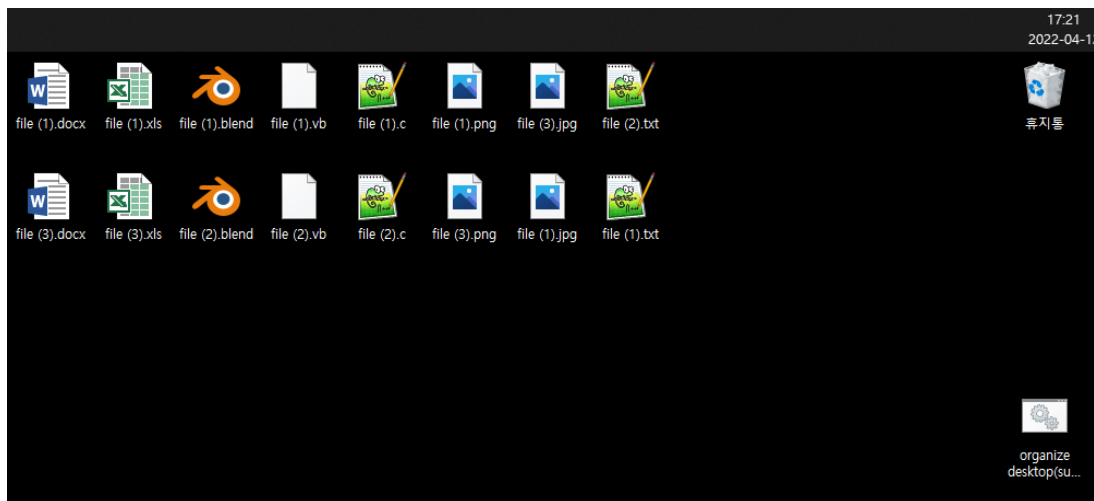 17:21
2022-04-12
file (1).docx
file (1).xls
file (1).blend
file (1).vb
file (1).c
file (1).png
file (3).jpg
file (2).txt
휴지통
file (3).docx
file (3).xls
file (2).blend
file (2).vb
file (2).c
file (3).png
file (1).jpg
file (1).txt
organize
desktop(su...